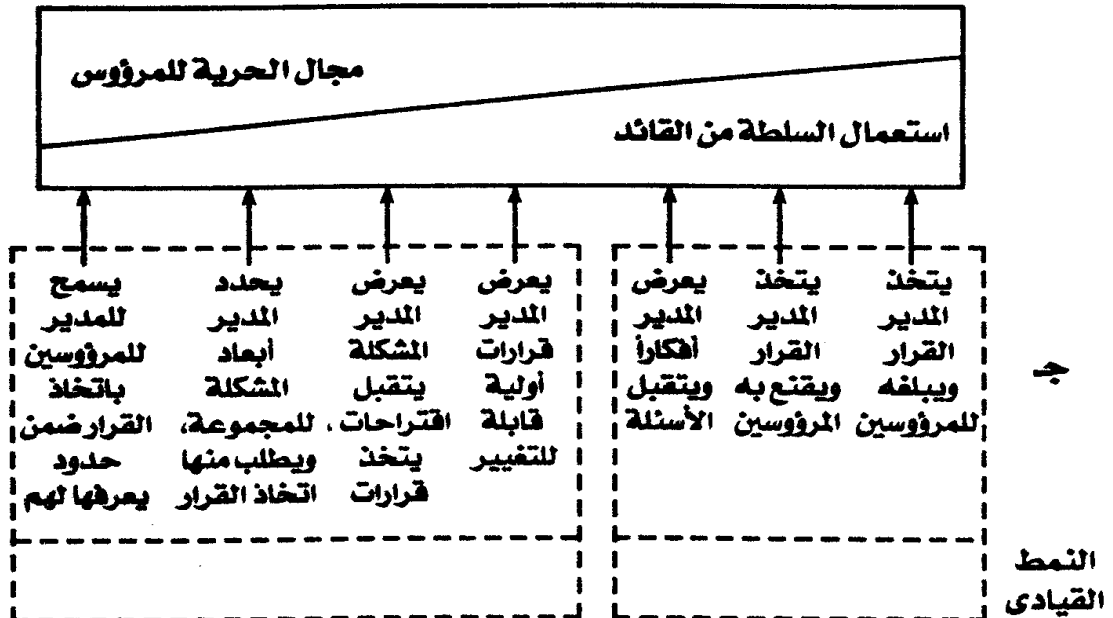 مجال الحرية للمرؤوس
استعمال السلطة من القائد
يتخذ
المدير
القرار
ويبلغه
للمرؤوسين
يتخذ
المدير
القرار
ويقنع به
المرؤوسين
يعرض
المدير
أفكاراً
ويتقبل
الأسئلة
يعرض
المدير
قرارات
أولية
قابلة
للتغيير
يعرض
المدير
المشكلة
يتقبل
اقتراحات،
يتخذ
قرارات
يحدد
المدير
أبعاد
المشكلة
للمجموعة،
ويطلب منها
اتخاذ القرار
يسمح
للمدير
للمرؤوسين
باتخاذ
القرار ضمن
حدود
يعرفها لهم
جـ
النمط
القيادى